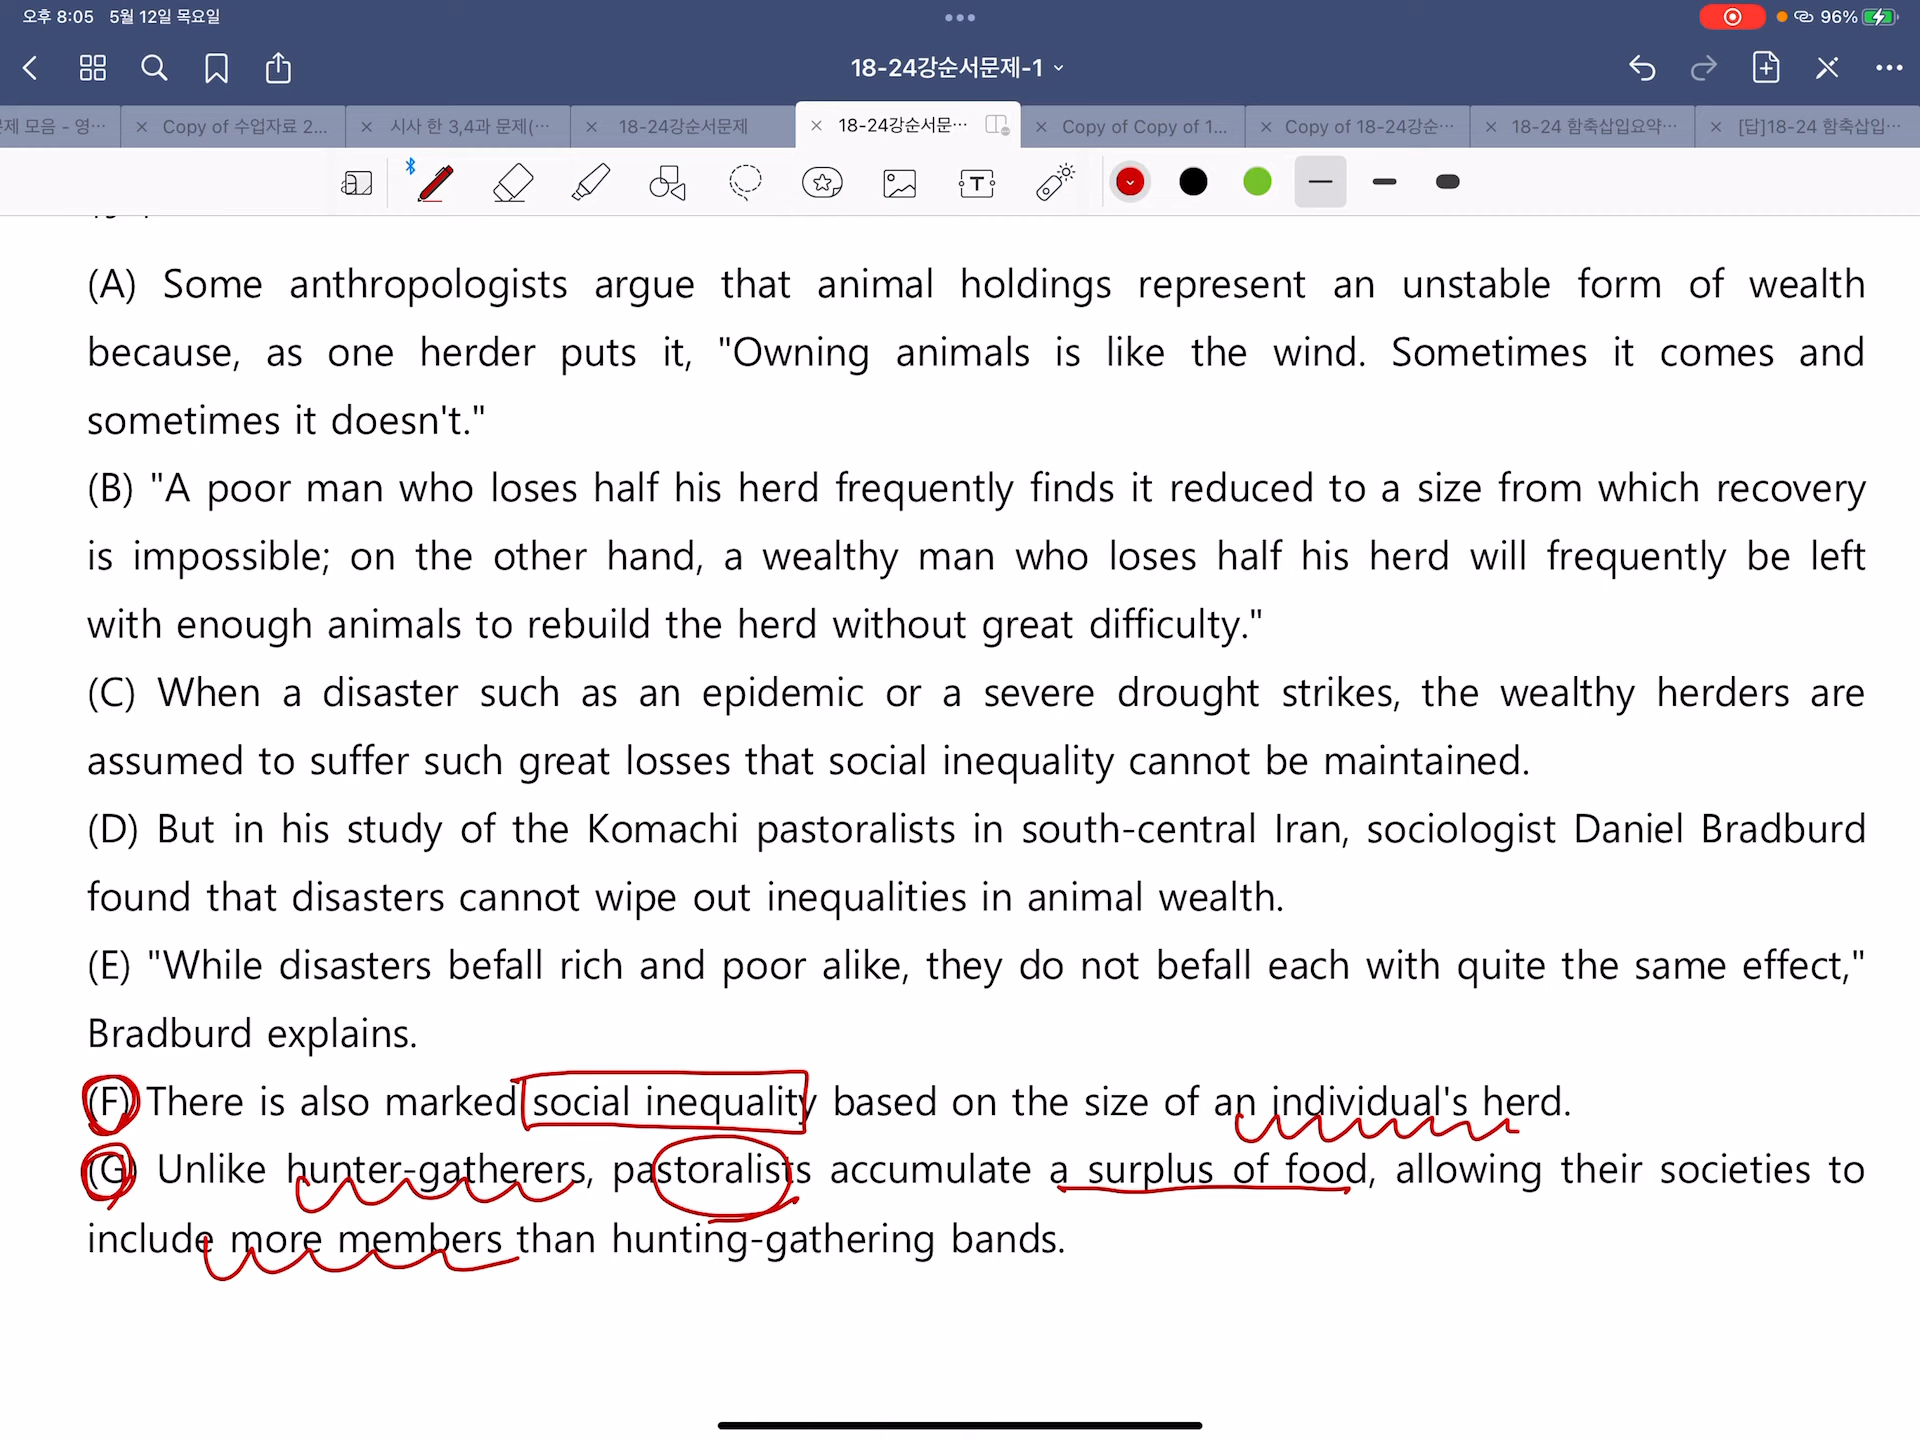 오후 8:05 5월 12일 목요일
96%
18-24강순서문제-1
제 모음 - 영…
Copy of 수업자료 2...
시사 한 3,4과 문제(…
18-24강순서문제
18-24강순서문…
Copy of Copy of 1...
Copy of 18-24강순…
18-24 함축삽입요약…
[답]18-24 함축삽입…
(A) Some anthropologists argue that animal holdings represent an unstable form of wealth
because, as one herder puts it, "Owning animals is like the wind. Sometimes it comes and
sometimes it doesn't."
(B) "A poor man who loses half his herd frequently finds it reduced to a size from which recovery
is impossible; on the other hand, a wealthy man who loses half his herd will frequently be left
with enough animals to rebuild the herd without great difficulty."
(C) When a disaster such as an epidemic or a severe drought strikes, the wealthy herders are
assumed to suffer such great losses that social inequality cannot be maintained.
(D) But in his study of the Komachi pastoralists in south-central Iran, sociologist Daniel Bradburd
found that disasters cannot wipe out inequalities in animal wealth.
(E) "While disasters befall rich and poor alike, they do not befall each with quite the same effect,"
Bradburd explains.
(F) There is also marked social inequality based on the size of an individual's herd.
(G) Unlike hunter-gatherers, pastoralists accumulate a surplus of food, allowing their societies to
include more members than hunting-gathering bands.